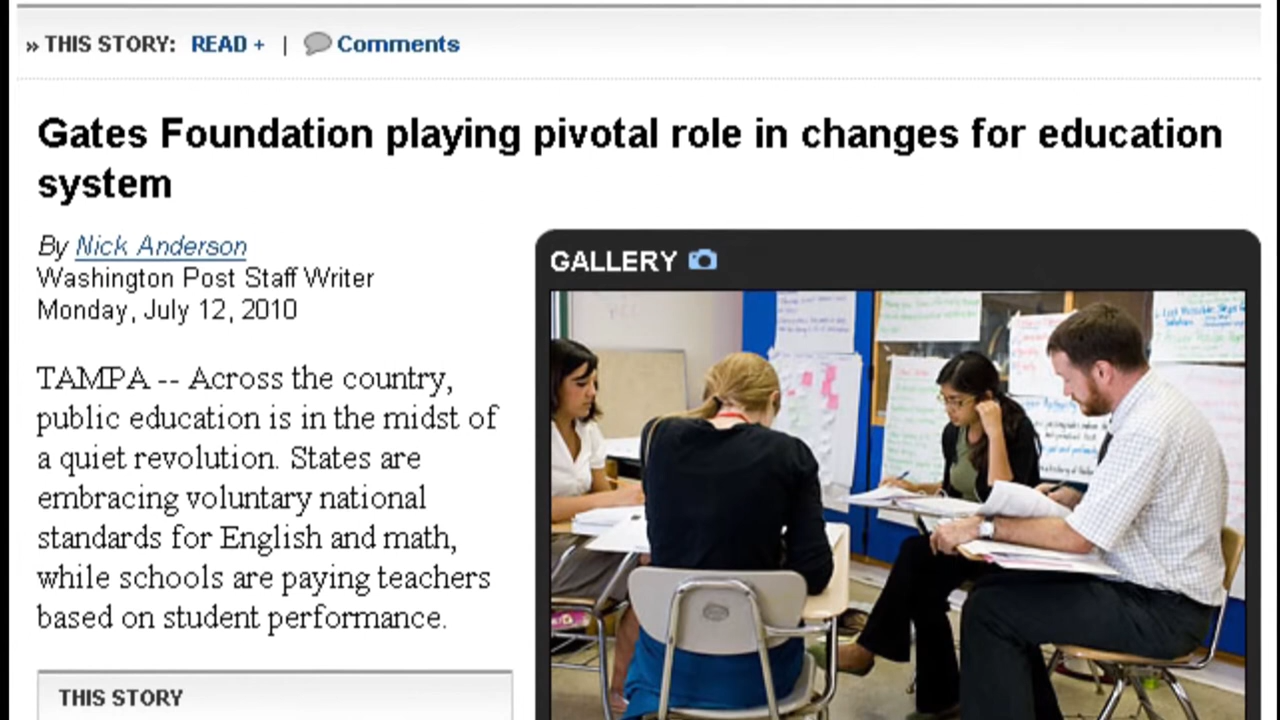 » THIS STORY: READ + | Comments
Gates Foundation playing pivotal role in changes for education
system
By Nick Anderson
Washington Post Staff Writer
Monday, July 12, 2010
TAMPA -- Across the country,
public education is in the midst of
a quiet revolution. States are
embracing voluntary national
standards for English and math,
while schools are paying teachers
based on student performance.
THIS STORY
GALLERY